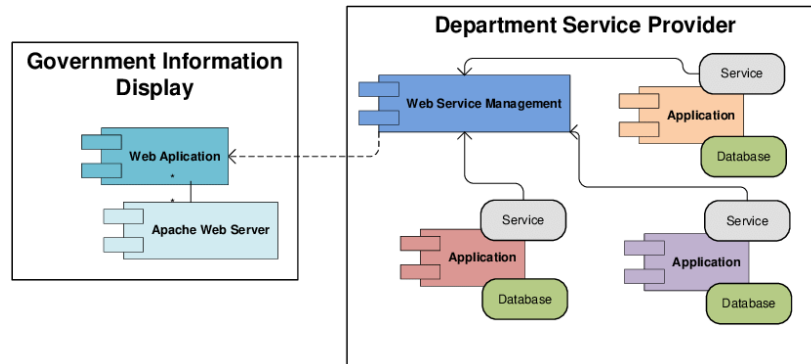 Government Information
Display
Web Aplication
*
*
Apache Web Server
Department Service Provider
Web Service Management
Service
Application
Database
Service
Application
Database
Service
Application
Database